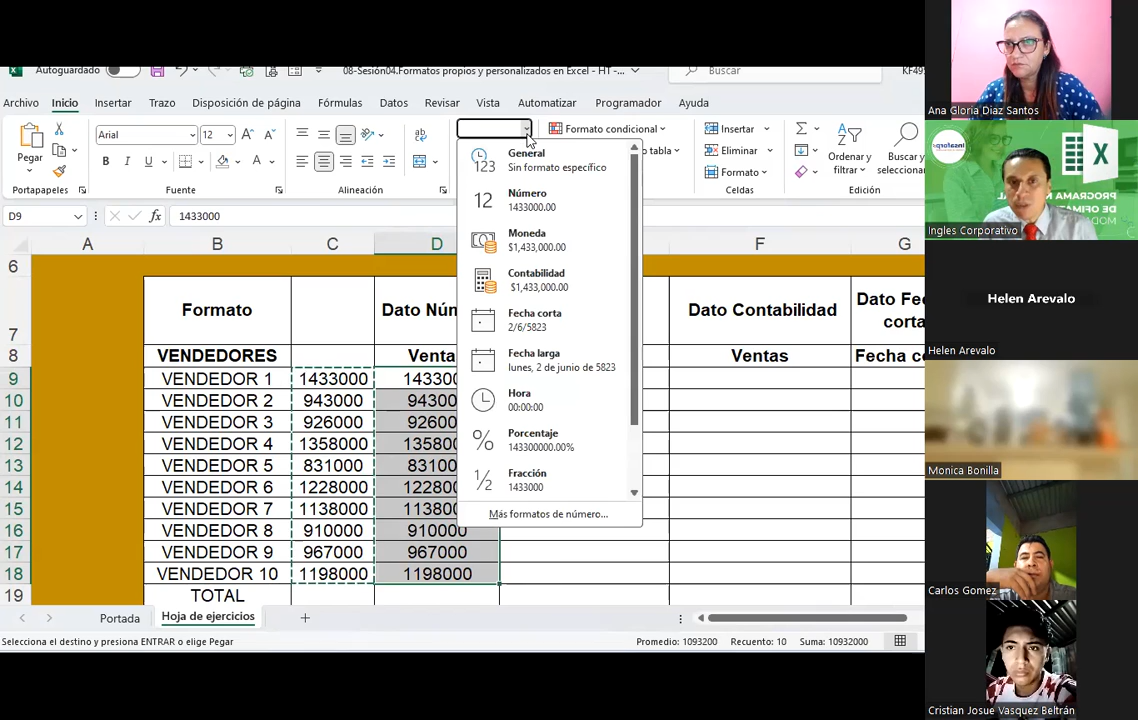 Autoguardado
08-Sesión04.Formatos propios y personalizados en Excel - HT -
Buscar
Archivo Inicio Insertar Trazo Disposición de página Fórmulas Datos Revisar Vista Automatizar Programador Ayuda
Pegar
Arial 12
Formato condicional
Insertar
Eliminar
Formato
Ordenar y filtrar
Buscar y seleccionar
Portapapeles Fuente Alineación Celdas Edición
D9 fx 1433000
General
Sin formato específico
Número
1433000.00
Moneda
$1,433,000.00
Contabilidad
$1,433,000.00
Fecha corta
2/6/5823
Fecha larga
lunes, 2 de junio de 5823
Hora
00:00:00
Porcentaje
143300000.00%
Fracción
1433000
Más formatos de número...
A B C D F G
6
7 Formato Dato Núm Dato Contabilidad Dato Fec
corta
8 VENDEDORES Venta Ventas Fecha co
9 VENDEDOR 1 1433000 143300
10 VENDEDOR 2 943000 94300
11 VENDEDOR 3 926000 92600
12 VENDEDOR 4 1358000 135800
13 VENDEDOR 5 831000 83100
14 VENDEDOR 6 1228000 122800
15 VENDEDOR 7 1138000 113800
16 VENDEDOR 8 910000 910000
17 VENDEDOR 9 967000 967000
18 VENDEDOR 10 1198000 1198000
19 TOTAL
Portada Hoja de ejercicios
Selecciona el destino y presiona ENTRAR o elige Pegar
Promedio: 1093200 Recuento: 10 Suma: 10932000
Ana Gloria Diaz Santos
Ingles Corporativo
Helen Arevalo
Helen Arevalo
Monica Bonilla
Carlos Gomez
Cristian Josue Vasquez Beltrán